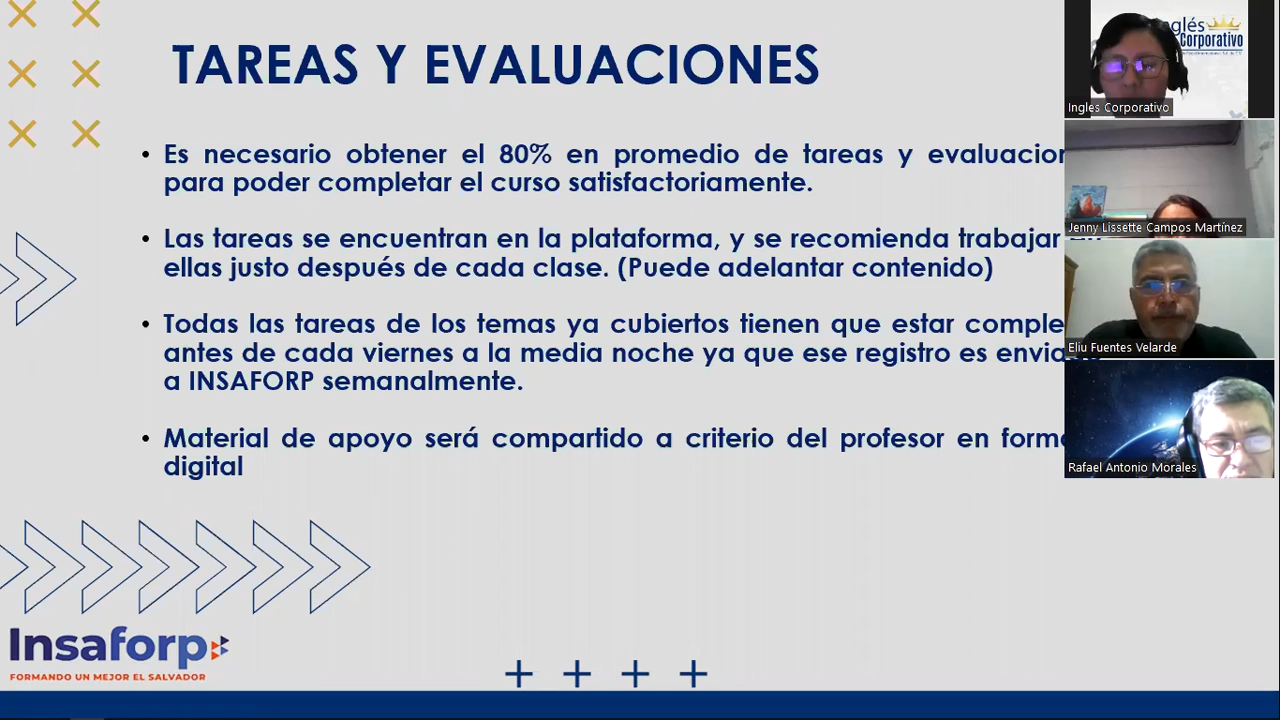 TAREAS Y EVALUACIONES
• Es necesario obtener el 80% en promedio de tareas y evaluacion
para poder completar el curso satisfactoriamente.
• Las tareas se encuentran en la plataforma, y se recomienda trabajar
ellas justo después de cada clase. (Puede adelantar contenido)
• Todas las tareas de los temas ya cubiertos tienen que estar comple
antes de cada viernes a la media noche ya que ese registro es envia
a INSAFORP semanalmente.
• Material de apoyo será compartido a criterio del profesor en forma
digital
Insaforp
FORMANDO UN MEJOR EL SALVADOR
Inglés
Corporativo
Ingles Corporativo
Jenny Lissette Campos Martínez
Eliu Fuentes Velarde
Rafael Antonio Morales